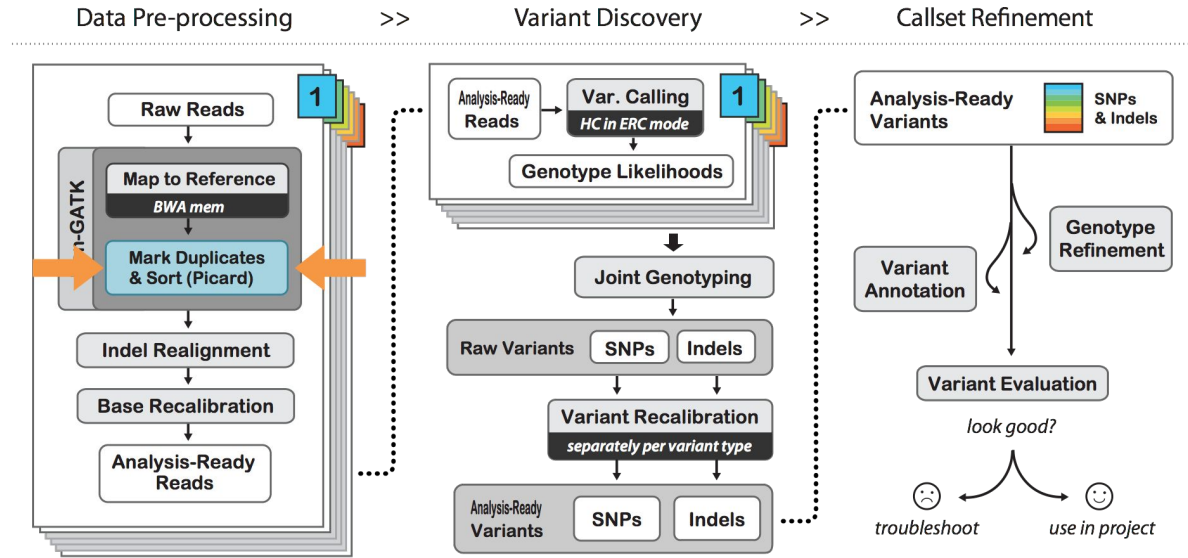 Data Pre-processing >> Variant Discovery >> Callset Refinement
1
Raw Reads
n-GATK
Map to Reference
BWA mem
Mark Duplicates
& Sort (Picard)
Indel Realignment
Base Recalibration
Analysis-Ready
Reads
1
Analysis-Ready
Reads
Var. Calling
HC in ERC mode
Genotype Likelihoods
Joint Genotyping
Raw Variants
SNPs
Indels
Variant Recalibration
separately per variant type
Analysis-Ready
Variants
SNPs
Indels
Analysis-Ready
Variants
SNPs
& Indels
Genotype
Refinement
Variant
Annotation
Variant Evaluation
look good?
troubleshoot
use in project